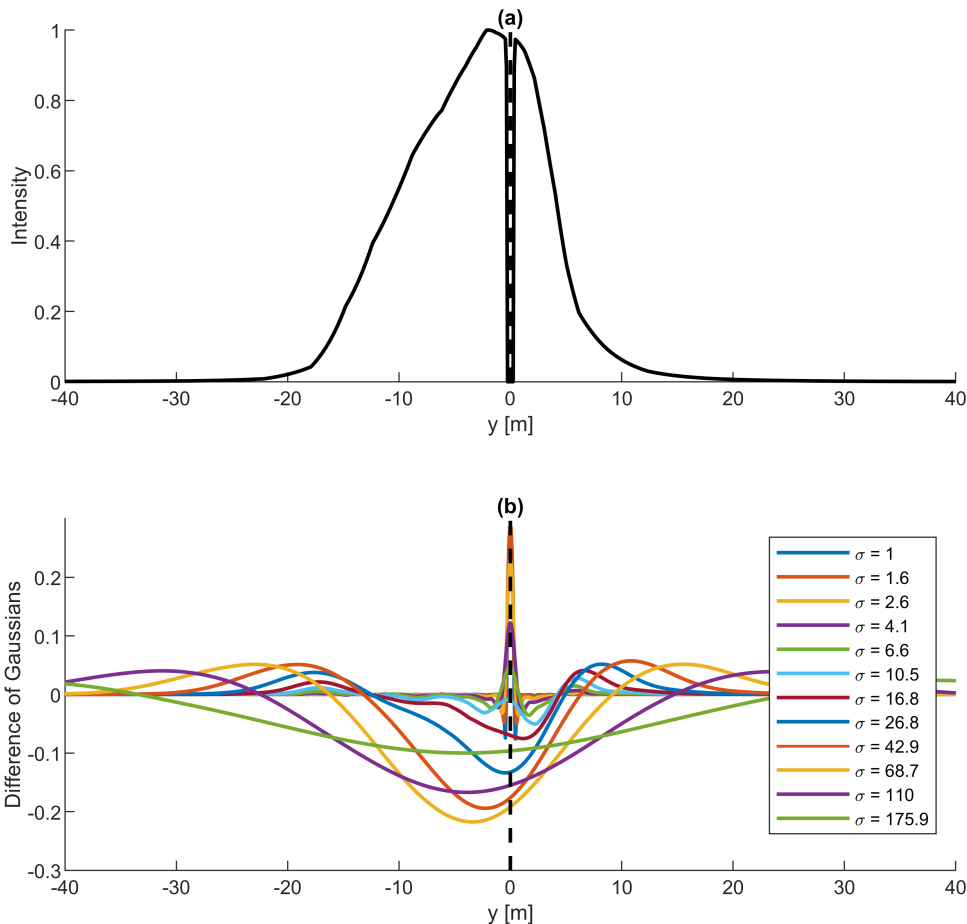 (a)
Intensity
1
0.8
0.6
0.4
0.2
0
-40 -30 -20 -10 0 10 20 30 40
y [m]
(b)
Difference of Gaussians
0.2
0.1
0
-0.1
-0.2
-0.3
σ = 1
σ = 1.6
σ = 2.6
σ = 4.1
σ = 6.6
σ = 10.5
σ = 16.8
σ = 26.8
σ = 42.9
σ = 68.7
σ = 110
σ = 175.9
-40 -30 -20 -10 0 10 20 30 40
y [m]